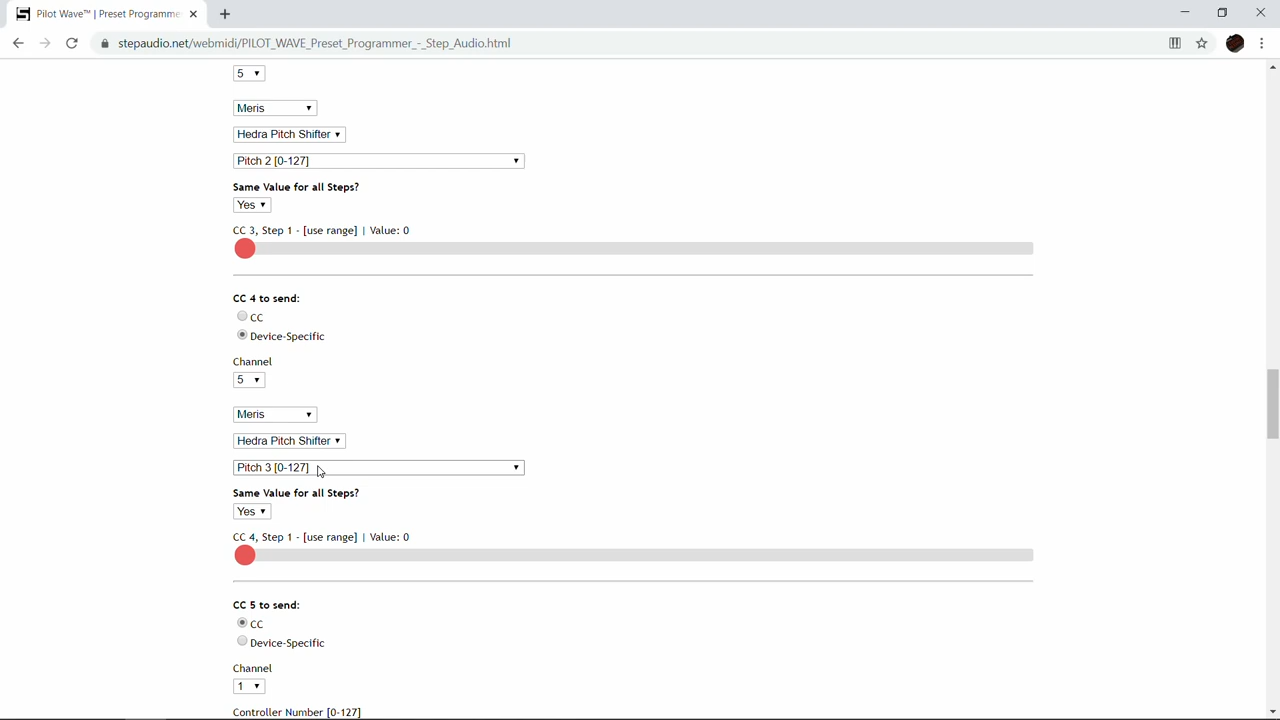 Pilot Wave™ | Preset Programme
stepaudio.net/webmidi/PILOT_WAVE_Preset_Programmer_-_Step_Audio.html
5
Meris
Hedra Pitch Shifter
Pitch 2 [0-127]
Same Value for all Steps?
Yes
CC 3, Step 1 - [use range] | Value: 0
CC 4 to send:
CC
Device-Specific
Channel
5
Meris
Hedra Pitch Shifter
Pitch 3 [0-127]
Same Value for all Steps?
Yes
CC 4, Step 1 - [use range] | Value: 0
CC 5 to send:
CC
Device-Specific
Channel
1
Controller Number [0-127]